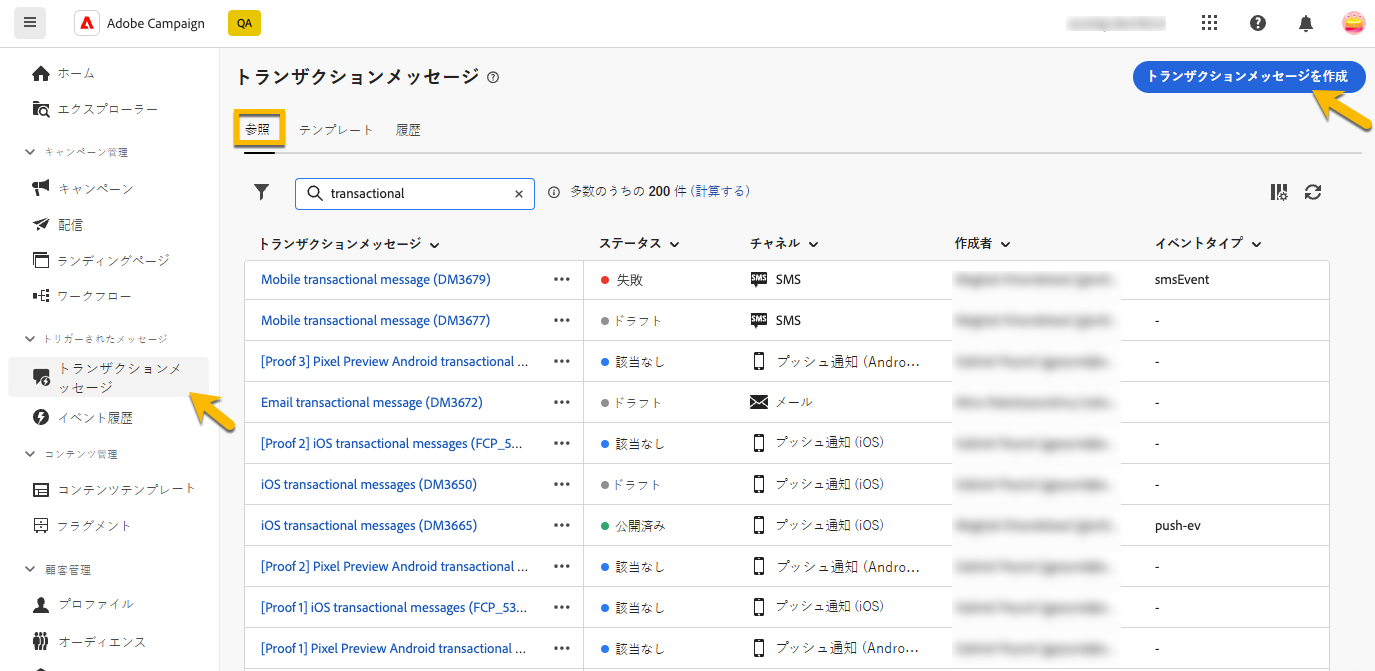 Adobe Campaign QA
ホーム
エクスプローラー
キャンペーン管理
キャンペーン
配信
ランディングページ
ワークフロー
トリガーされたメッセージ
トランザクションメ
ッセージ
イベント履歴
コンテンツ管理
コンテンツテンプレート
フラグメント
顧客管理
プロファイル
オーディエンス
トランザクションメッセージ
トランザクションメッセージを作成
参照 テンプレート 履歴
transactional 多数のうちの 200 件 (計算する)
トランザクションメッセージ ステータス チャネル 作成者 イベントタイプ
Mobile transactional message (DM3679) ••• 失敗 SMS SMS smsEvent
Mobile transactional message (DM3677) ••• ドラフト SMS SMS -
[Proof 3] Pixel Preview Android transactional ... ••• 該当なし プッシュ通知 (Andro...  -
Email transactional message (DM3672) ••• ドラフト メール -
[Proof 2] iOS transactional messages (FCP_5... ••• 該当なし プッシュ通知 (iOS) -
iOS transactional messages (DM3650) ••• ドラフト プッシュ通知 (iOS) -
iOS transactional messages (DM3665) ••• 公開済み プッシュ通知 (iOS) push-ev
[Proof 2] Pixel Preview Android transactional ... ••• 該当なし プッシュ通知 (Andro... -
[Proof 1] iOS transactional messages (FCP_53... ••• 該当なし プッシュ通知 (iOS) -
[Proof 1] Pixel Preview Android transactional ... ••• 該当なし プッシュ通知 (Andro... -